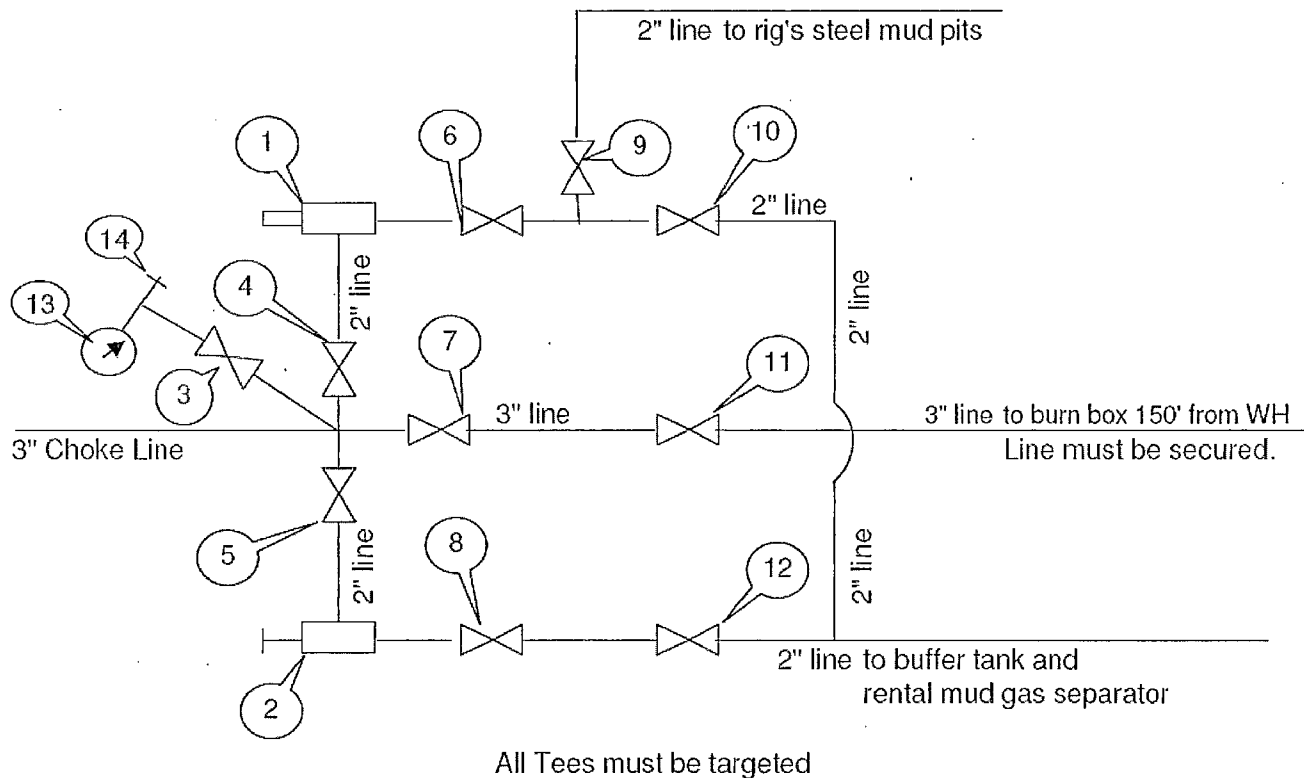 2" line to rig's steel mud pits
1
6
9
10
2" line
14
13
4
2" line
2" line
3
7
11
3" Choke Line
3" line
3" line to burn box 150' from WH
Line must be secured.
5
2" line
8
12
2" line
2
2" line to buffer tank and
rental mud gas separator
All Tees must be targeted